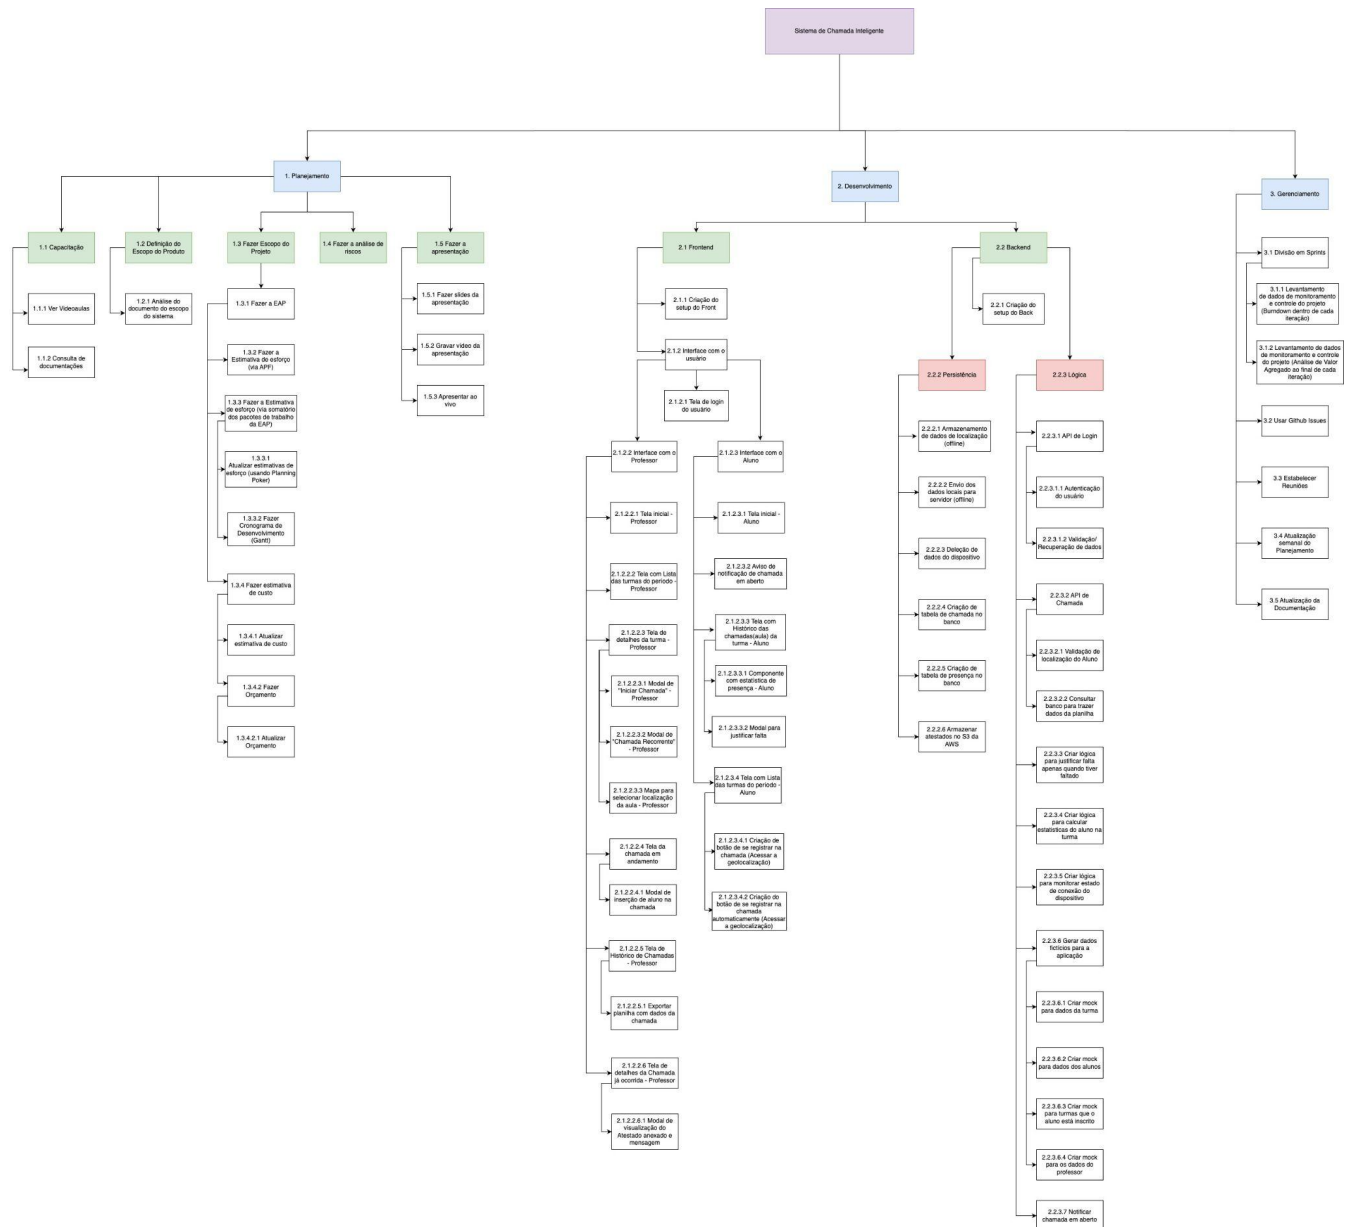 Sistema de Chamada Inteligente
1. Planejamento
2. Desenvolvimento
3. Gerenciamento
1.1 Capacitação
1.1.1 Ver Videoaulas
1.1.2 Consulta de
documentações
1.2 Definição do
Escopo do Produto
1.2.1 Análise do
documento do escopo
do sistema
1.3 Fazer Escopo do
Projeto
1.3.1 Fazer a EAP
1.3.2 Fazer a
Estimativa de esforço
(via APF)
1.3.3 Fazer a Estimativa
de esforço (via somatório
dos pacotes de trabalho
da EAP)
1.3.3.1
Atualizar estimativas de
esforço (usando Planning
Poker)
1.3.3.2 Fazer
Cronograma de
Desenvolvimento
(Gantt)
1.3.4 Fazer estimativa
de custo
1.3.4.1 Atualizar
estimativa de custo
1.3.4.2 Fazer
Orçamento
1.3.4.2.1 Atualizar
Orçamento
1.4 Fazer a análise de
riscos
1.5 Fazer a
apresentação
1.5.1 Fazer slides da
apresentação
1.5.2 Gravar vídeo da
apresentação
1.5.3 Apresentar ao
vivo
2.1 Frontend
2.1.1 Criação do
setup do Front
2.1.2 Interface com o
usuário
2.1.2.1 Tela de login
do usuário
2.1.2.2 Interface com o
Professor
2.1.2.2.1 Tela inicial -
Professor
2.1.2.2.2 Tela com Lista
das turmas do período -
Professor
2.1.2.2.3 Tela de
detalhes da turma -
Professor
2.1.2.2.3.1 Modal de
"Iniciar Chamada" -
Professor
2.1.2.2.3.2 Modal de
"Chamada Recorrente" -
Professor
2.1.2.2.3.3 Mapa para
selecionar localização
da aula - Professor
2.1.2.2.4 Tela da
chamada em
andamento
2.1.2.2.4.1 Modal de
inserção de aluno na
chamada
2.1.2.2.5 Tela de
Histórico de Chamadas
- Professor
2.1.2.2.5.1 Exportar
planilha com dados da
chamada
2.1.2.2.6 Tela de
detalhes da Chamada
já ocorrida - Professor
2.1.2.2.6.1 Modal de
visualização do
Atestado anexado e
mensagem
2.1.2.3 Interface com o
Aluno
2.1.2.3.1 Tela inicial -
Aluno
2.1.2.3.2 Aviso de
notificação de chamada
em aberto
2.1.2.3.3 Tela com
Histórico das
chamadas(aula) da
turma - Aluno
2.1.2.3.3.1 Componente
com estatística de
presença - Aluno
2.1.2.3.3.2 Modal para
justificar falta
2.1.2.3.4 Tela com Lista
das turmas do período -
Aluno
2.1.2.3.4.1 Criação de
botão de se registrar na
chamada (Acessar a
geolocalização)
2.1.2.3.4.2 Criação do
botão de se registrar na
chamada
automaticamente (Acessar
a geolocalização)
2.2 Backend
2.2.1 Criação do
setup do Back
2.2.2 Persistência
2.2.2.1 Armazenamento
de dados de localização
(offline)
2.2.2.2 Envio dos
dados locais para
servidor (offline)
2.2.2.3 Deleção de
dados do dispositivo
2.2.2.4 Criação de
tabela de chamada no
banco
2.2.2.5 Criação de
tabela de presença no
banco
2.2.2.6 Armazenar
atestados no S3 da
AWS
2.2.3 Lógica
2.2.3.1 API de Login
2.2.3.1.1 Autenticação
do usuário
2.2.3.1.2 Validação/
Recuperação de dados
2.2.3.2 API de
Chamada
2.2.3.2.1 Validação de
localização do Aluno
2.2.3.2.2 Consultar
banco para trazer
dados da planilha
2.2.3.3 Criar lógica
para justificar falta
apenas quando tiver
faltado
2.2.3.4 Criar lógica
para calcular
estatísticas do aluno na
turma
2.2.3.5 Criar lógica
para monitorar estado
de conexão do
dispositivo
2.2.3.6 Gerar dados
fictícios para a
aplicação
2.2.3.6.1 Criar mock
para dados da turma
2.2.3.6.2 Criar mock
para dados dos alunos
2.2.3.6.3 Criar mock
para turmas que o
aluno está inscrito
2.2.3.6.4 Criar mock
para os dados do
professor
2.2.3.7 Notificar
chamada em aberto
3.1 Divisão em Sprints
3.1.1 Levantamento
de dados de monitoramento
e controle do projeto
(Burndown dentro de cada
iteração)
3.1.2 Levantamento de dados
de monitoramento e controle
do projeto (Análise de Valor
Agregado ao final de cada
iteração)
3.2 Usar Github Issues
3.3 Estabelecer
Reuniões
3.4 Atualização
semanal do
Planejamento
3.5 Atualização da
Documentação